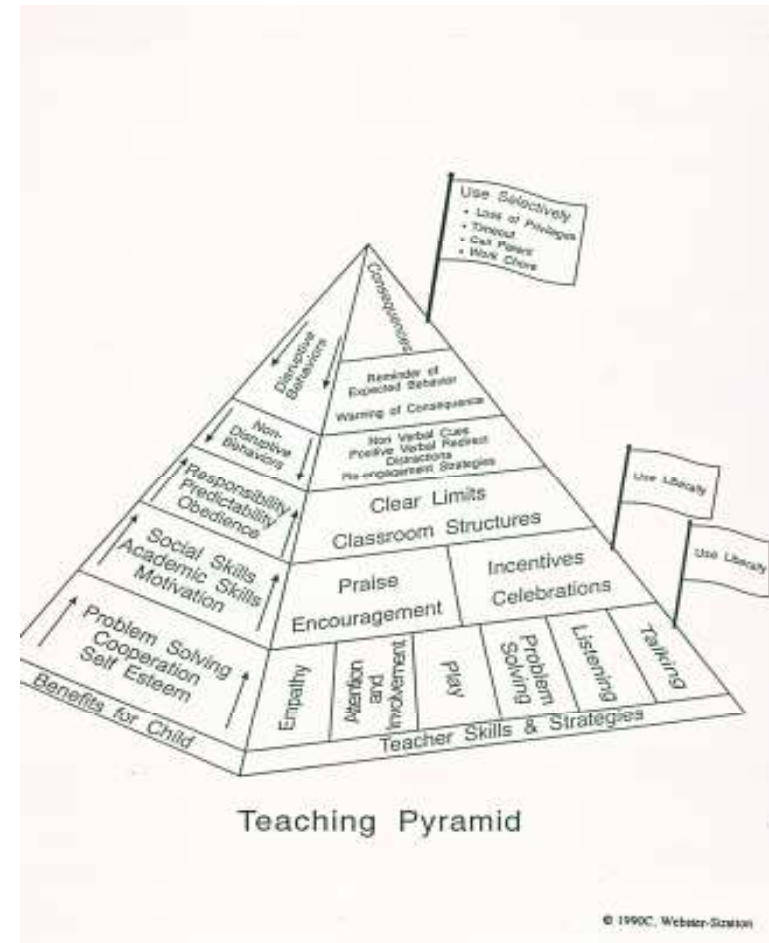 Use Selectively
• Loss of Privileges
• Timeout
• Call Parent
• Work Chore
Consequences
Disruptive
Behaviors
Reminder of
Expected Behavior
Warning of Consequence
Non-
Disruptive
Behaviors
Non Verbal Cues
Positive Verbal Redirect
Distractions
Re-engagement Strategies
Responsibility
Predictability
Obedience
Clear Limits
Classroom Structures
Use Liberally
Social Skills
Academic Skills
Motivation
Praise
Encouragement
Incentives
Celebrations
Use Liberally
Problem Solving
Cooperation
Self Esteem
Empathy
Attention
and
Involvement
Play
Problem
Solving
Listening
Talking
Benefits for Child
Teacher Skills & Strategies
Teaching Pyramid
© 1990C, Webster-Stratton